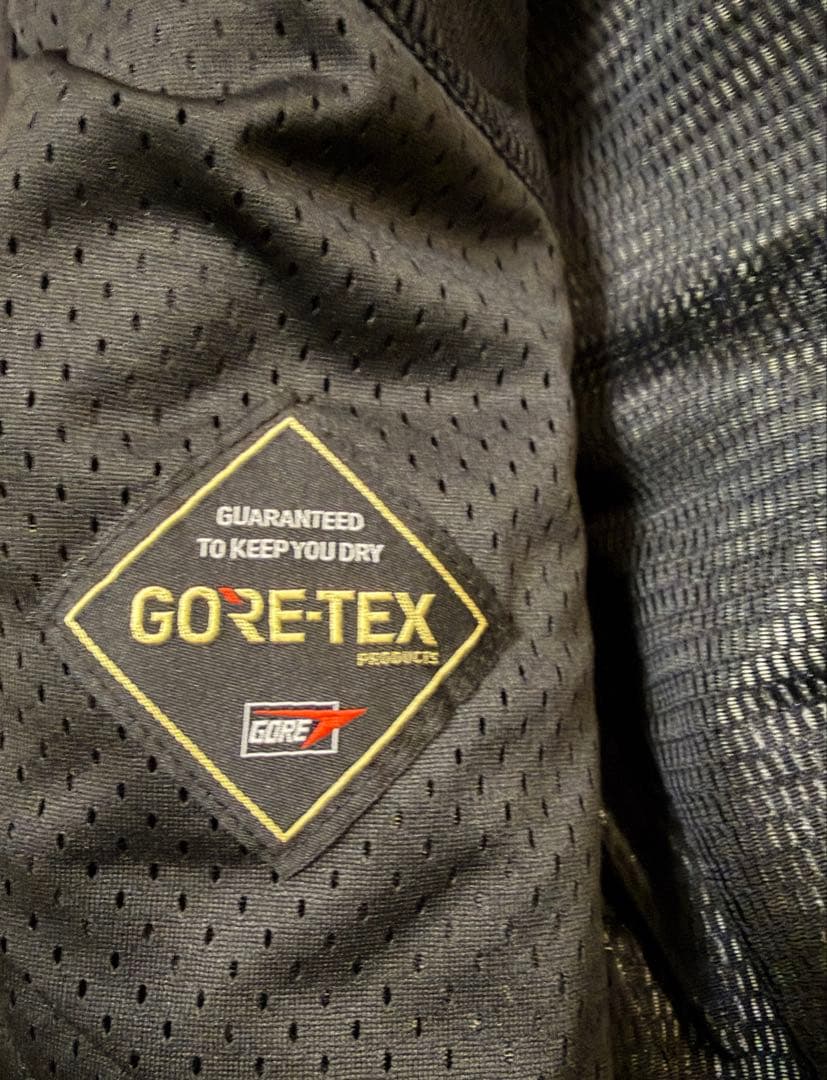 GUARANTEED
TO KEEP YOU DRY
GORE-TEX
PRODUCTS
GORE